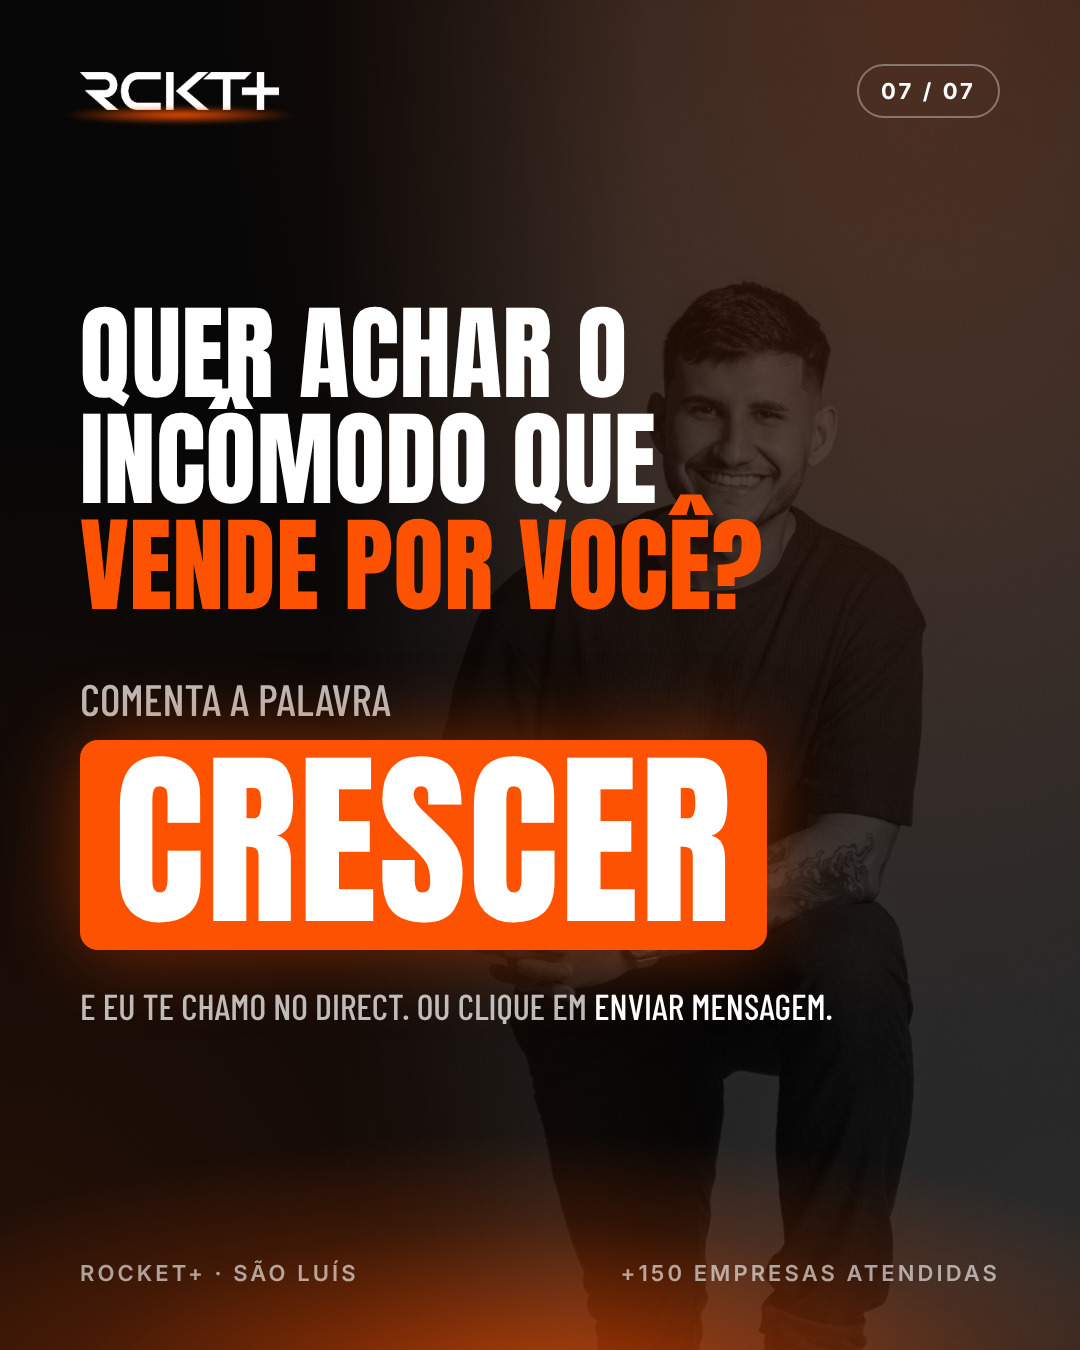 RCKT+
07 / 07
QUER ACHAR O
INCÔMODO QUE
VENDE POR VOCÊ?
COMENTA A PALAVRA
CRESCER
E EU TE CHAMO NO DIRECT. OU CLIQUE EM ENVIAR MENSAGEM.
ROCKET+ · SÃO LUÍS
+150 EMPRESAS ATENDIDAS